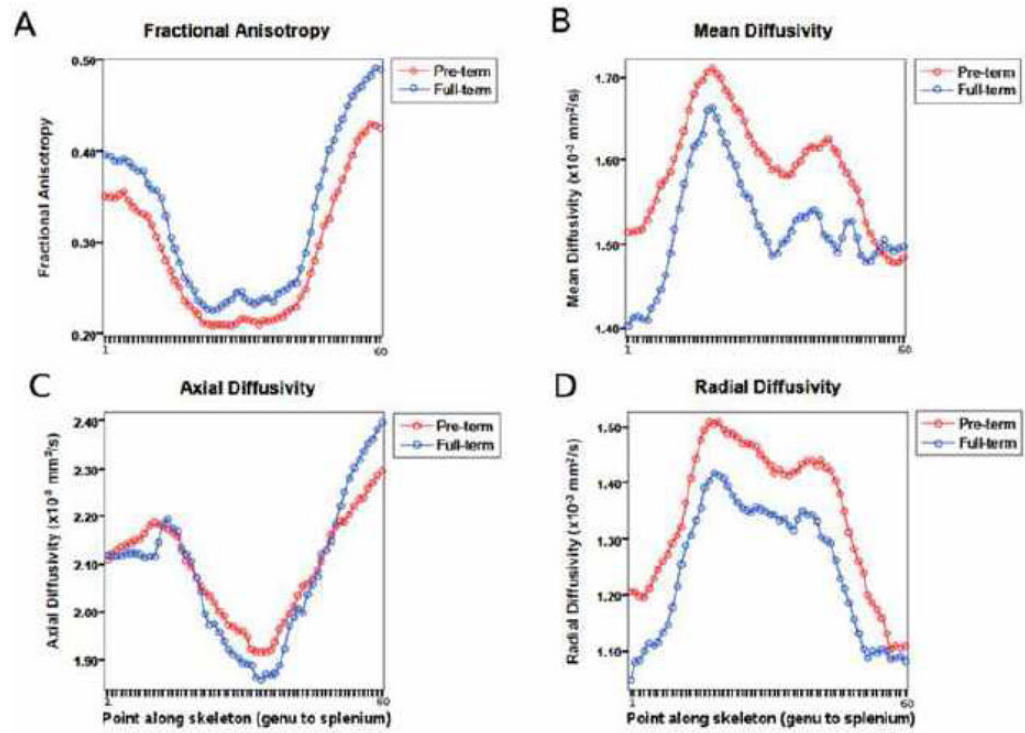 A
Fractional Anisotropy
Fractional Anisotropy
0.50
0.40
0.30
0.20
1
60
Pre-term
Full-term
B
Mean Diffusivity
Mean Diffusivity (x10⁻³ mm²/s)
1.70
1.60
1.50
1.40
1
60
Pre-term
Full-term
C
Axial Diffusivity
Axial Diffusivity (x10⁻³ mm²/s)
2.40
2.30
2.20
2.10
2.00
1.90
1
60
Point along skeleton (genu to splenium)
Pre-term
Full-term
D
Radial Diffusivity
Radial Diffusivity (x10⁻³ mm²/s)
1.50
1.40
1.30
1.20
1.10
1
60
Point along skeleton (genu to splenium)
Pre-term
Full-term